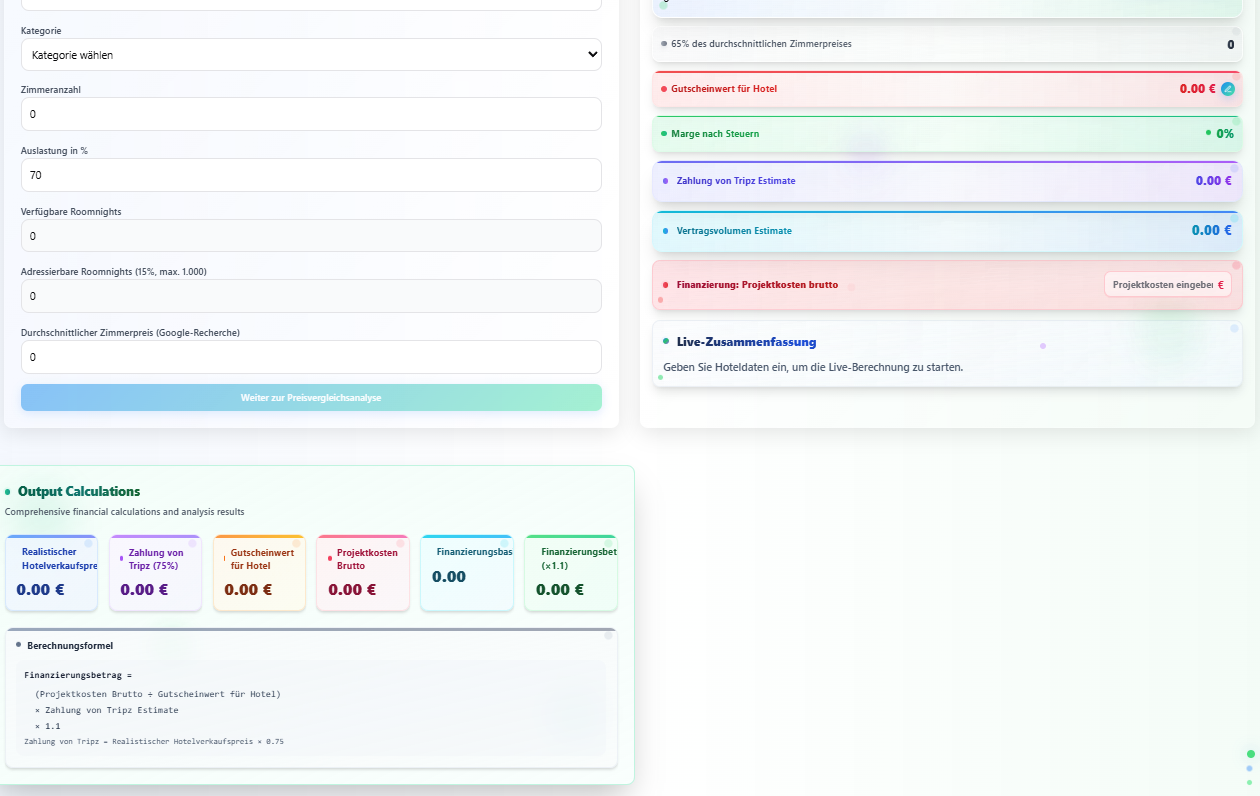 Kategorie
Kategorie wählen
Zimmeranzahl
0
Auslastung in %
70
Verfügbare Roomnights
0
Adressierbare Roomnights (15%, max. 1.000)
0
Durchschnittlicher Zimmerpreis (Google-Recherche)
0
Weiter zur Preisvergleichsanalyse
65% des durchschnittlichen Zimmerpreises
0
Gutscheinwert für Hotel
0.00 €
Marge nach Steuern
0%
Zahlung von Tripz Estimate
0.00 €
Vertragsvolumen Estimate
0.00 €
Finanzierung: Projektkosten brutto
Projektkosten eingeber €
Live-Zusammenfassung
Geben Sie Hoteldaten ein, um die Live-Berechnung zu starten.
Output Calculations
Comprehensive financial calculations and analysis results
Realistischer
Hotelverkaufspre
0.00 €
Zahlung von
Tripz (75%)
0.00 €
Gutscheinwert
für Hotel
0.00 €
Projektkosten
Brutto
0.00 €
Finanzierungsbas
0.00
Finanzierungsbet
(×1.1)
0.00 €
Berechnungsformel
Finanzierungsbetrag =
(Projektkosten Brutto ÷ Gutscheinwert für Hotel)
× Zahlung von Tripz Estimate
× 1.1
Zahlung von Tripz = Realistischer Hotelverkaufspreis × 0.75